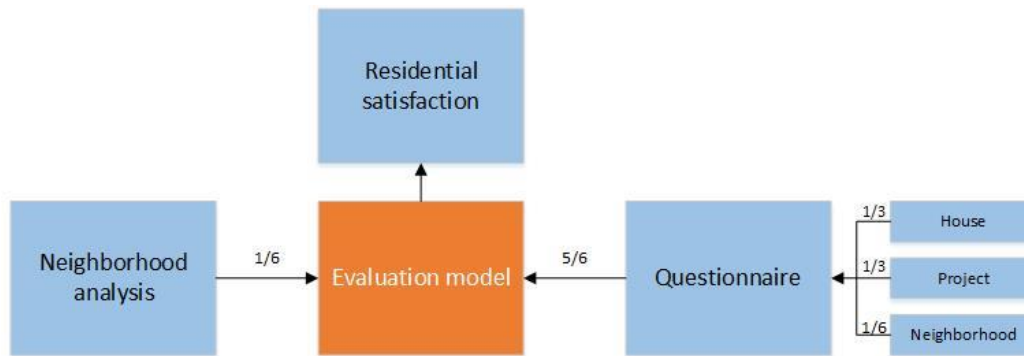 Residential
satisfaction
Neighborhood
analysis
1/6
Evaluation model
5/6
Questionnaire
1/3
House
1/3
Project
1/6
Neighborhood